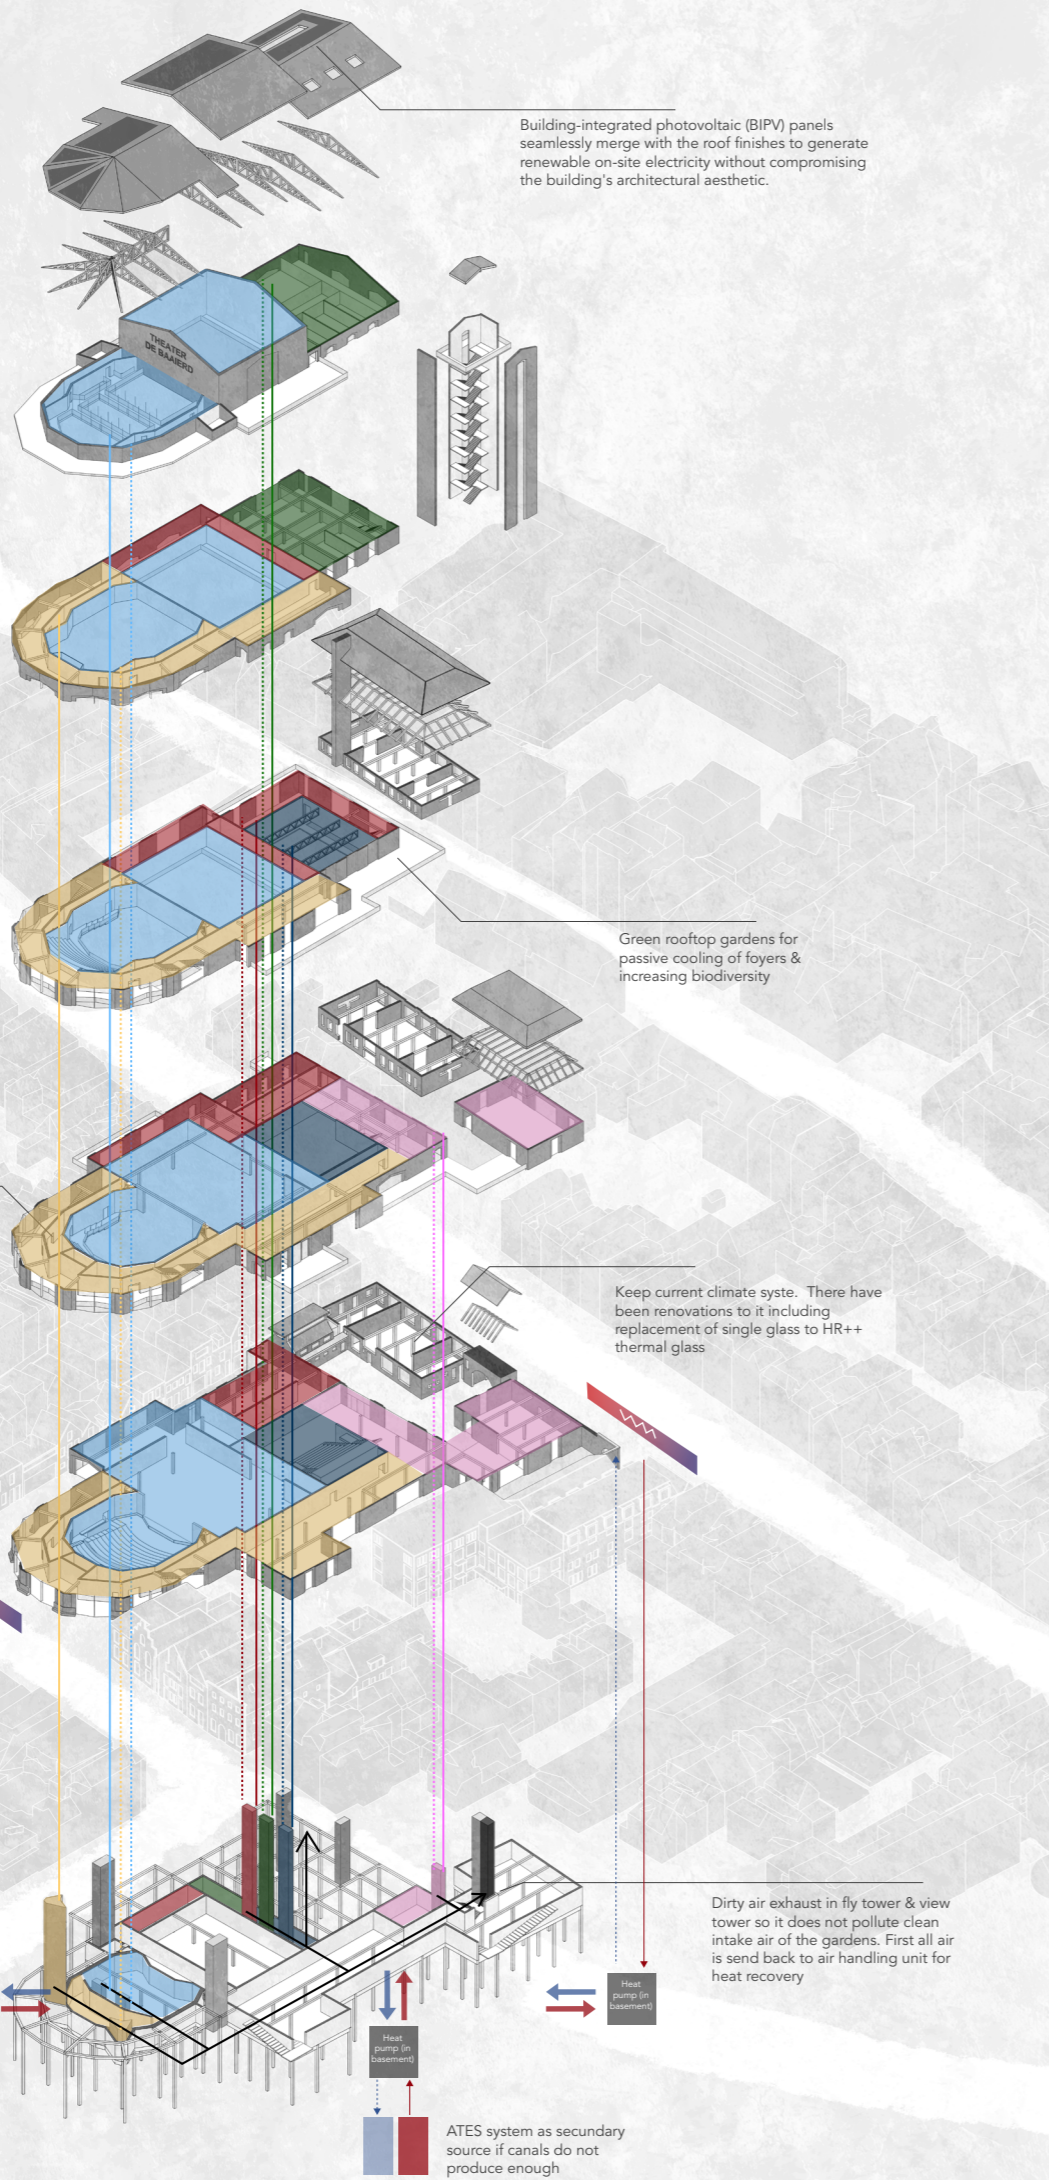 Building-integrated photovoltaic (BIPV) panels
seamlessly merge with the roof finishes to generate
renewable on-site electricity without compromising
the building's architectural aesthetic.
THEATER
DE BAAIERD
Green rooftop gardens for
passive cooling of foyers &
increasing biodiversity
Keep current climate syste. There have
been renovations to it including
replacement of single glass to HR++
thermal glass
Dirty air exhaust in fly tower & view
tower so it does not pollute clean
intake air of the gardens. First all air
is send back to air handling unit for
heat recovery
Heat
pump (in
basement)
Heat
pump (in
basement)
ATES system as secundary
source if canals do not
produce enough